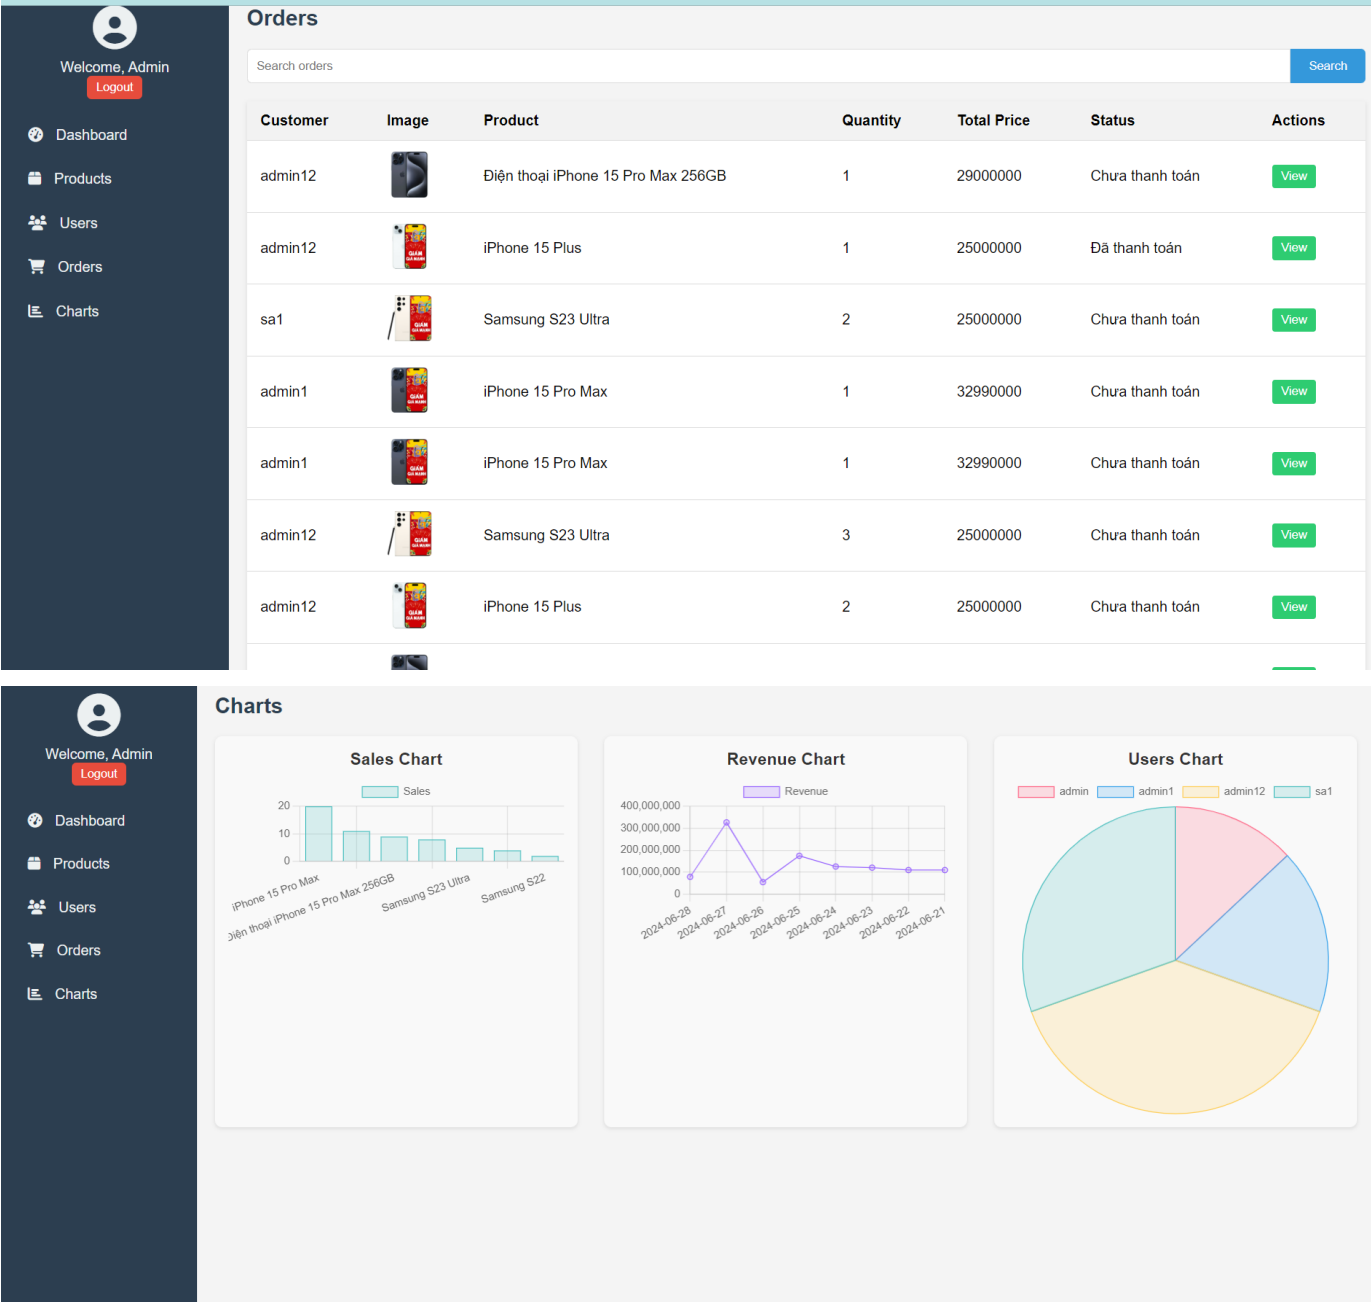 Welcome, Admin
Logout
Dashboard
Products
Users
Orders
Charts
Orders
Search orders
Search
Customer Image Product Quantity Total Price Status Actions
admin12 Điện thoại iPhone 15 Pro Max 256GB 1 29000000 Chưa thanh toán View
admin12 iPhone 15 Plus 1 25000000 Đã thanh toán View
sa1 Samsung S23 Ultra 2 25000000 Chưa thanh toán View
admin1 iPhone 15 Pro Max 1 32990000 Chưa thanh toán View
admin1 iPhone 15 Pro Max 1 32990000 Chưa thanh toán View
admin12 Samsung S23 Ultra 3 25000000 Chưa thanh toán View
admin12 iPhone 15 Plus 2 25000000 Chưa thanh toán View
Welcome, Admin
Logout
Dashboard
Products
Users
Orders
Charts
Charts
Sales Chart
Sales
20
10
0
iPhone 15 Pro Max
Điện thoại iPhone 15 Pro Max 256GB
Samsung S23 Ultra
Samsung S22
Revenue Chart
Revenue
400,000,000
300,000,000
200,000,000
100,000,000
0
2024-06-28
2024-06-27
2024-06-26
2024-06-25
2024-06-24
2024-06-23
2024-06-22
2024-06-21
Users Chart
admin admin1 admin12 sa1